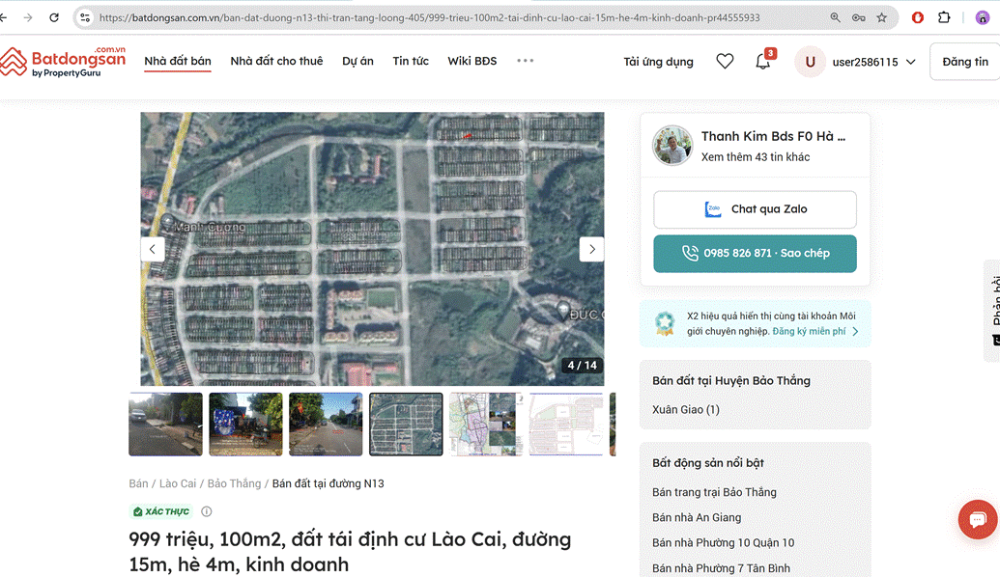 https://batdongsan.com.vn/ban-dat-duong-n13-thi-tran-tang-loong-405/999-trieu-100m2-tai-dinh-cu-lao-cai-15m-he-4m-kinh-doanh-pr44555933
.com.vn
Batdongsan
by PropertyGuru
Nhà đất bán
Nhà đất cho thuê
Dự án
Tin tức
Wiki BĐS
Tải ứng dụng
3
U
user2586115
Đăng tin
Mạnh Cường
ĐỨC
4 / 14
Thanh Kim Bds F0 Hà ...
Xem thêm 43 tin khác
Zalo
Chat qua Zalo
0985 826 871 · Sao chép
X2 hiệu quả hiển thị cùng tài khoản Môi
giới chuyên nghiệp. Đăng ký miễn phí
Bán đất tại Huyện Bảo Thắng
Xuân Giao (1)
Bất động sản nổi bật
Bán trang trại Bảo Thắng
Bán nhà An Giang
Bán nhà Phường 10 Quận 10
Bán nhà Phường 7 Tân Bình
Phản hồi
Bán / Lào Cai / Bảo Thắng / Bán đất tại đường N13
XÁC THỰC
999 triệu, 100m2, đất tái định cư Lào Cai, đường
15m, hè 4m, kinh doanh